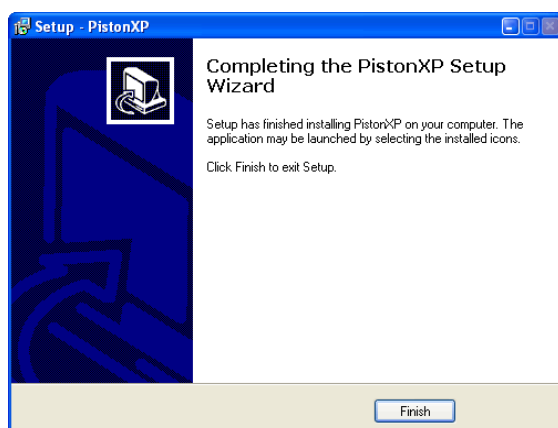 Setup - PistonXP
Completing the PistonXP Setup
Wizard
Setup has finished installing PistonXP on your computer. The
application may be launched by selecting the installed icons.
Click Finish to exit Setup.
Finish